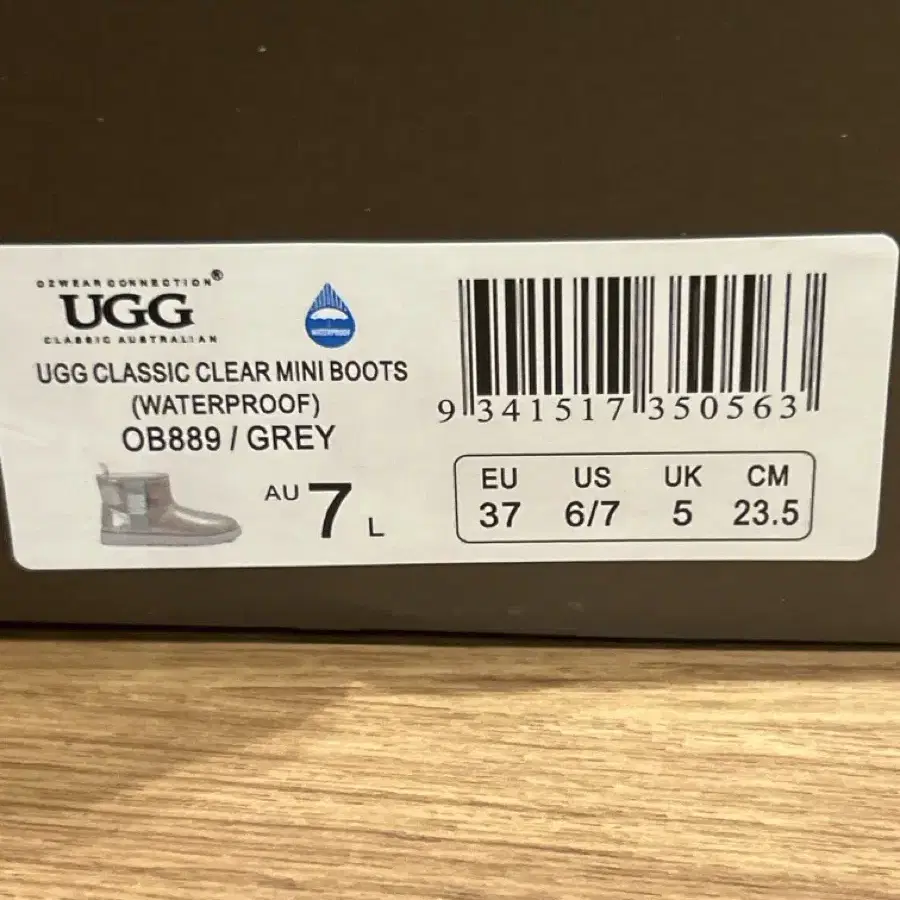 OZWEAR CONNECTION®
UGG
CLASSIC AUSTRALIAN
WATERPROOF
UGG CLASSIC CLEAR MINI BOOTS
(WATERPROOF)
OB889 / GREY
AU 7 L
9 341517 350563
EU US UK CM
37 6/7 5 23.5